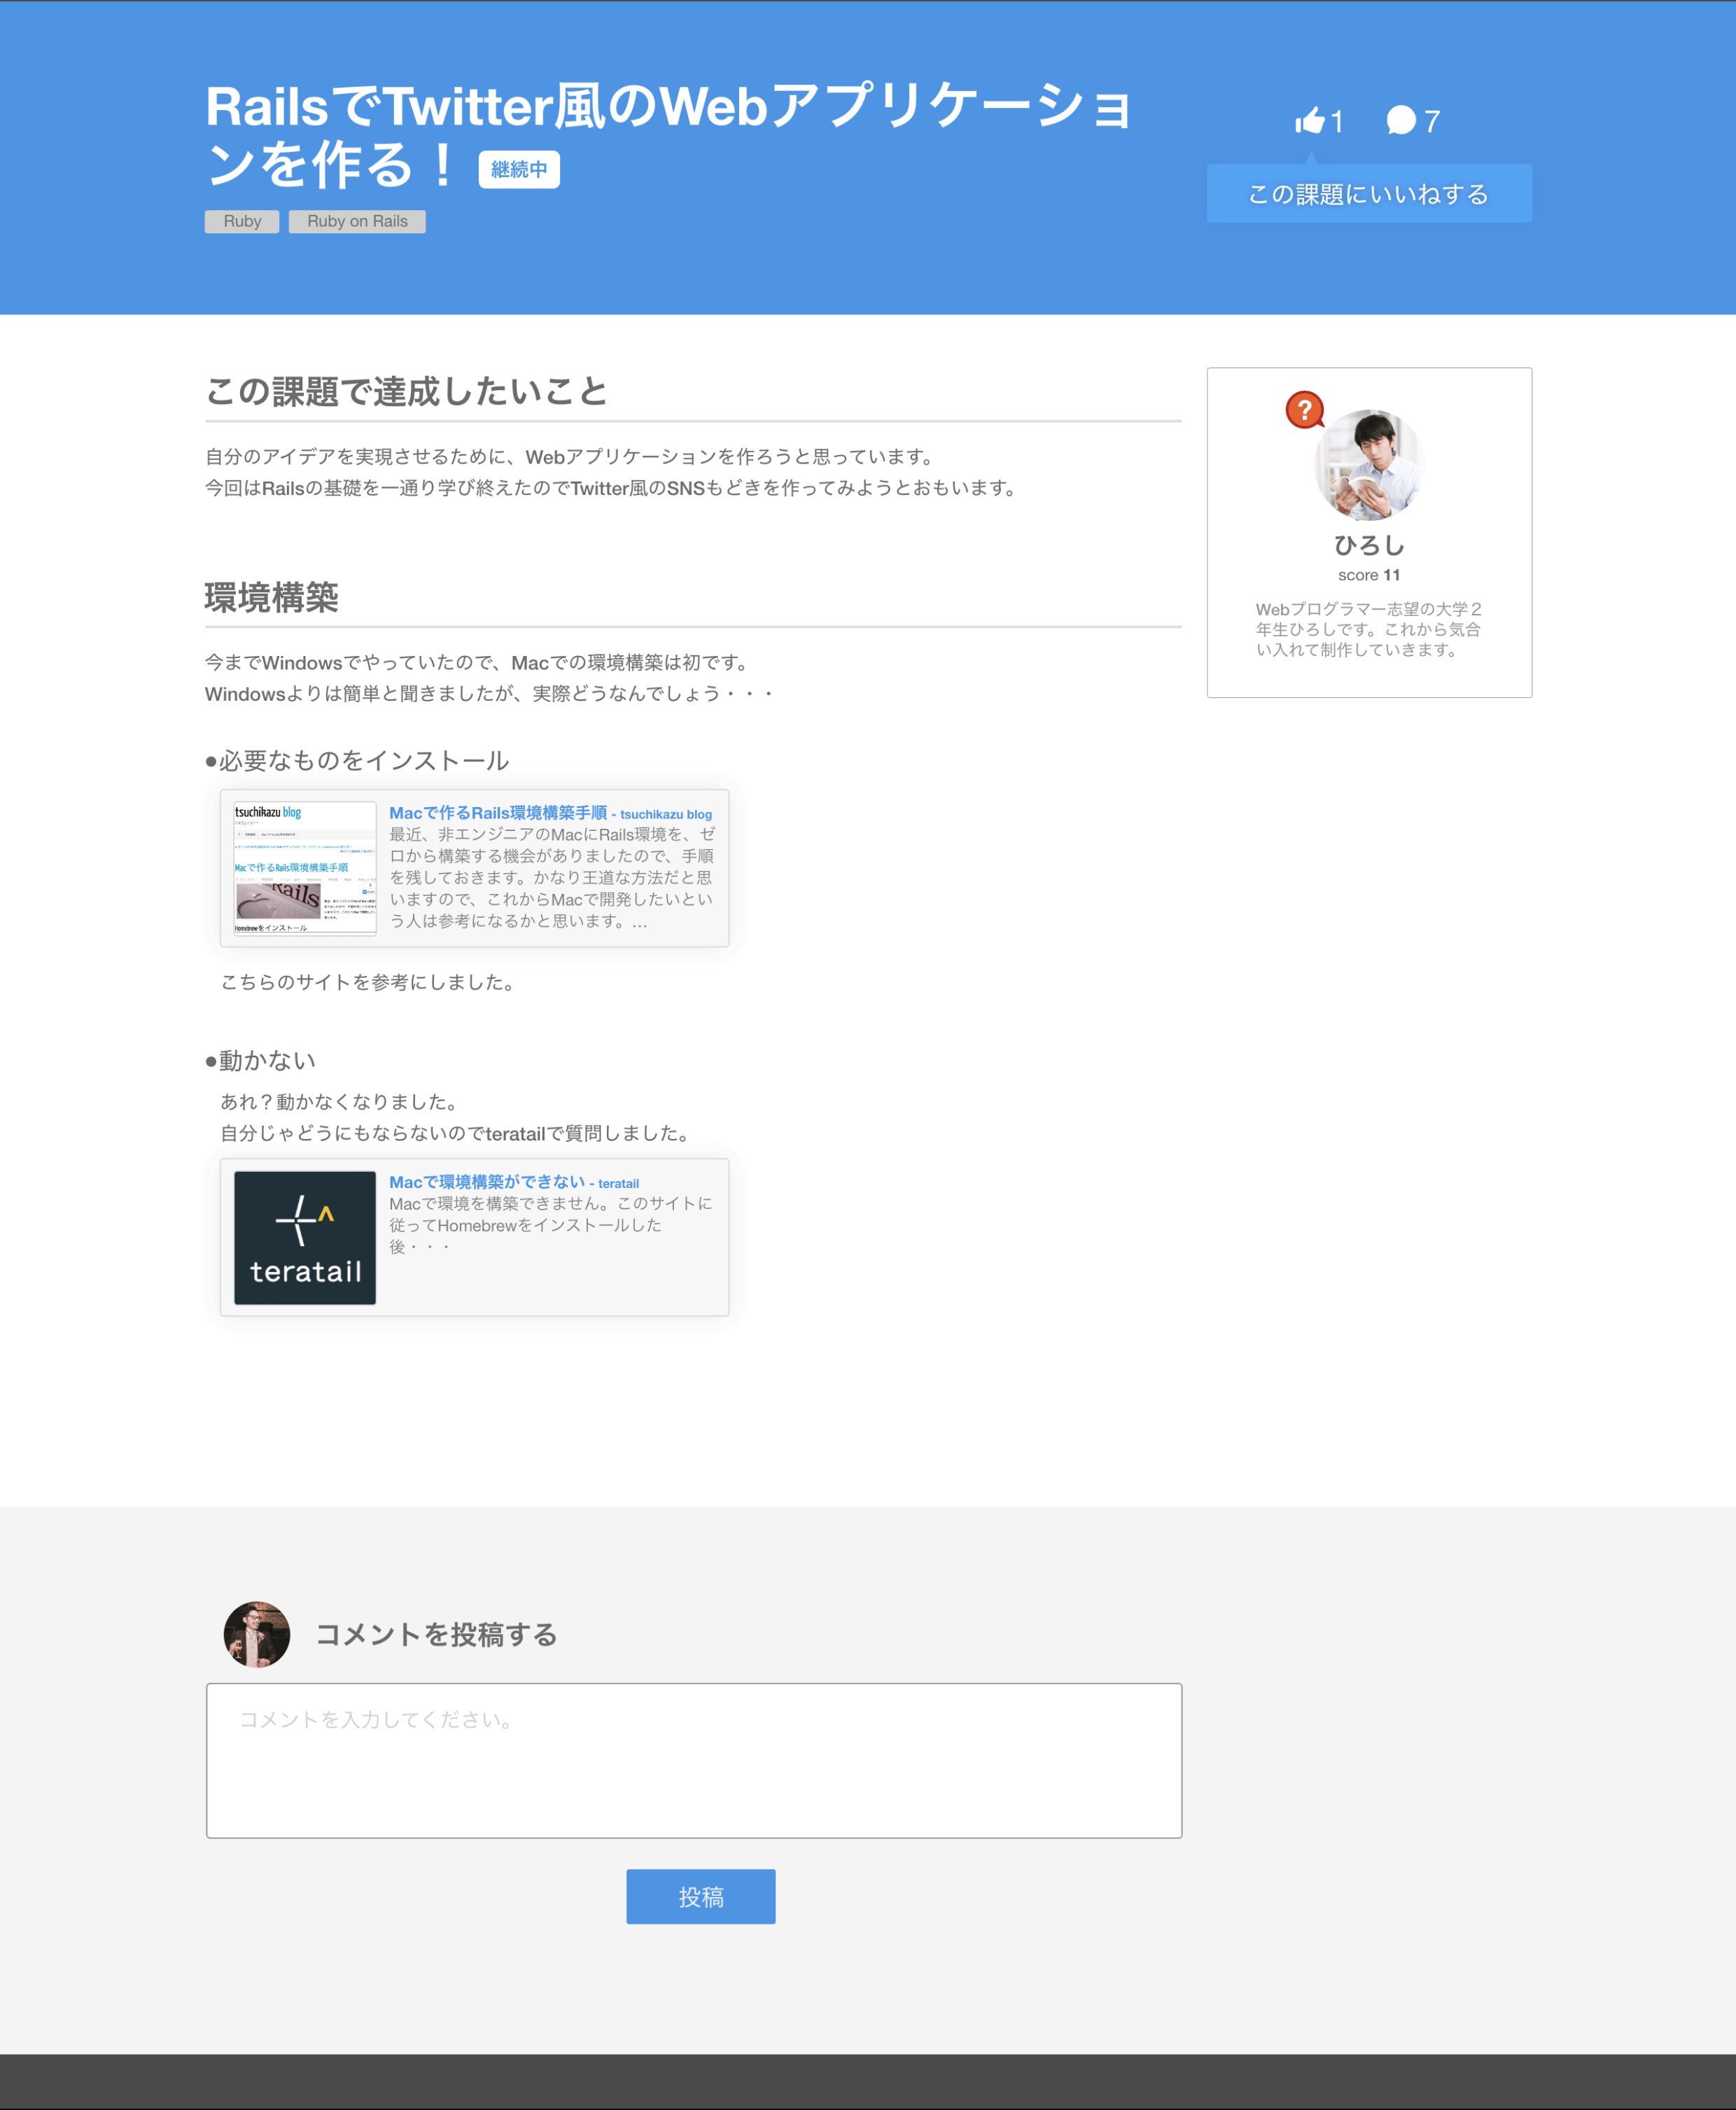 RailsでTwitter風のWebアプリケーショ
ンを作る！ 継続中
Ruby Ruby on Rails
1 7
この課題にいいねする
この課題で達成したいこと
自分のアイデアを実現させるために、Webアプリケーションを作ろうと思っています。
今回はRailsの基礎を一通り学び終えたのでTwitter風のSNSもどきを作ってみようとおもいます。
?
ひろし
score 11
Webプログラマー志望の大学２
年生ひろしです。これから気合
い入れて制作していきます。
環境構築
今までWindowsでやっていたので、Macでの環境構築は初です。
Windowsよりは簡単と聞きましたが、実際どうなんでしょう・・・
●必要なものをインストール
tsuchikazu blog
Macで作るRails環境構築手順
Rails
Homebrewをインストール
Macで作るRails環境構築手順 - tsuchikazu blog
最近、非エンジニアのMacにRails環境を、ゼ
ロから構築する機会がありましたので、手順
を残しておきます。かなり王道な方法だと思
いますので、これからMacで開発したいとい
う人は参考になるかと思います。…
こちらのサイトを参考にしました。
●動かない
あれ？動かなくなりました。
自分じゃどうにもならないのでteratailで質問しました。
teratail
Macで環境構築ができない - teratail
Macで環境を構築できません。このサイトに
従ってHomebrewをインストールした
後・・・
コメントを投稿する
コメントを入力してください。
投稿